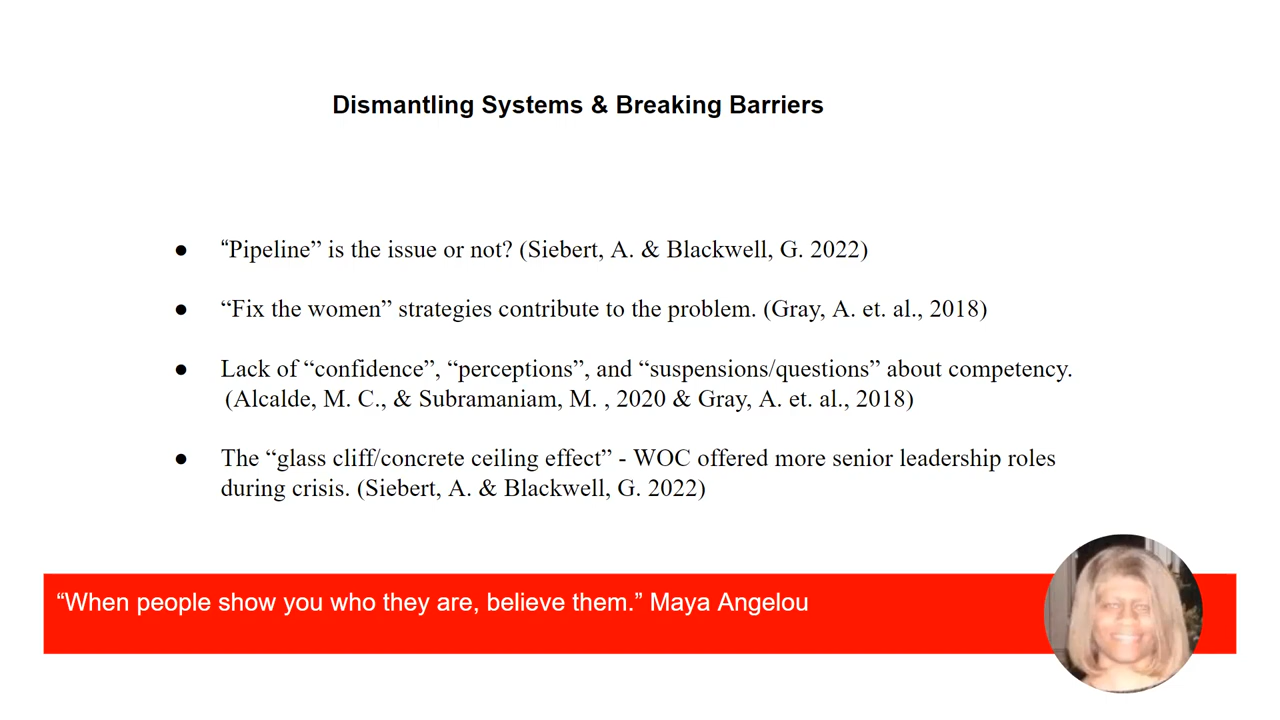 Dismantling Systems & Breaking Barriers
● “Pipeline” is the issue or not? (Siebert, A. & Blackwell, G. 2022)
● “Fix the women” strategies contribute to the problem. (Gray, A. et. al., 2018)
● Lack of “confidence”, “perceptions”, and “suspensions/questions” about competency.
(Alcalde, M. C., & Subramaniam, M. , 2020 & Gray, A. et. al., 2018)
● The “glass cliff/concrete ceiling effect” - WOC offered more senior leadership roles
during crisis. (Siebert, A. & Blackwell, G. 2022)
“When people show you who they are, believe them.” Maya Angelou